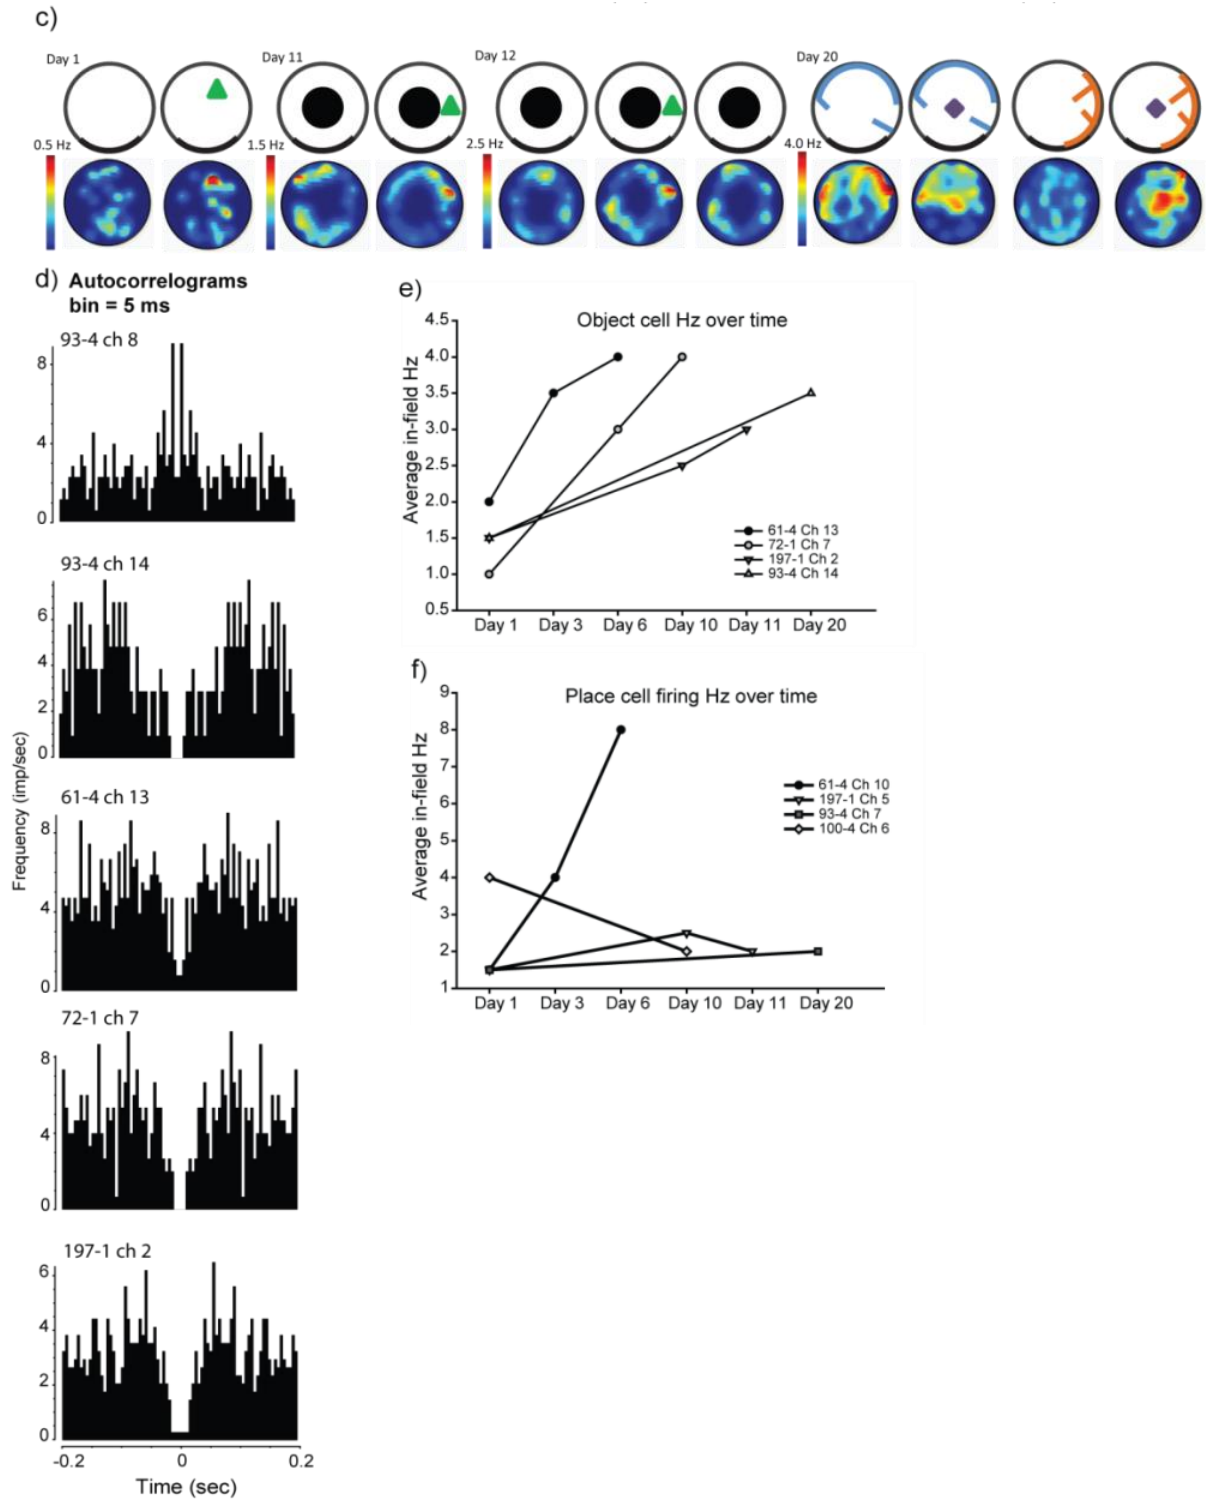 c)
Day 1
Day 11
Day 12
Day 20
0.5 Hz
1.5 Hz
2.5 Hz
4.0 Hz
d) Autocorrelograms
bin = 5 ms
93-4 ch 8
8
4
0
93-4 ch 14
6
4
2
0
61-4 ch 13
8
4
0
72-1 ch 7
8
4
0
197-1 ch 2
6
4
2
0
-0.2 0 0.2
Time (sec)
Frequency (imp/sec)
e)
Object cell Hz over time
Average in-field Hz
4.5
4.0
3.5
3.0
2.5
2.0
1.5
1.0
0.5
61-4 Ch 13
72-1 Ch 7
197-1 Ch 2
93-4 Ch 14
Day 1 Day 3 Day 6 Day 10 Day 11 Day 20
f)
Place cell firing Hz over time
Average in-field Hz
9
8
7
6
5
4
3
2
1
61-4 Ch 10
197-1 Ch 5
93-4 Ch 7
100-4 Ch 6
Day 1 Day 3 Day 6 Day 10 Day 11 Day 20